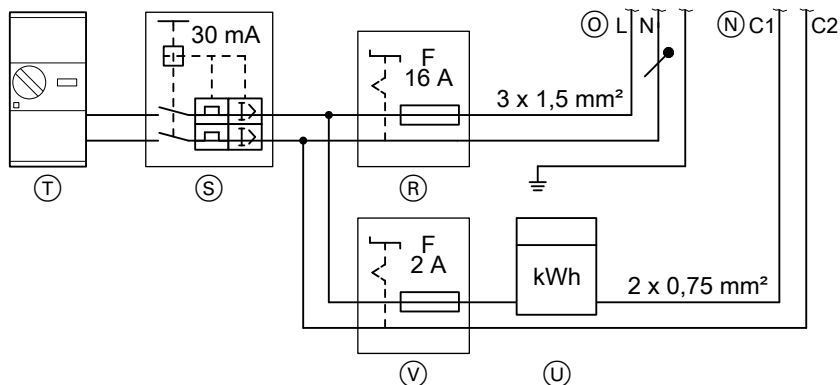 30 mA
F
16 A
O L N N C1 C2
3 x 1,5 mm²
T S R
F
2 A
kWh
2 x 0,75 mm²
V U